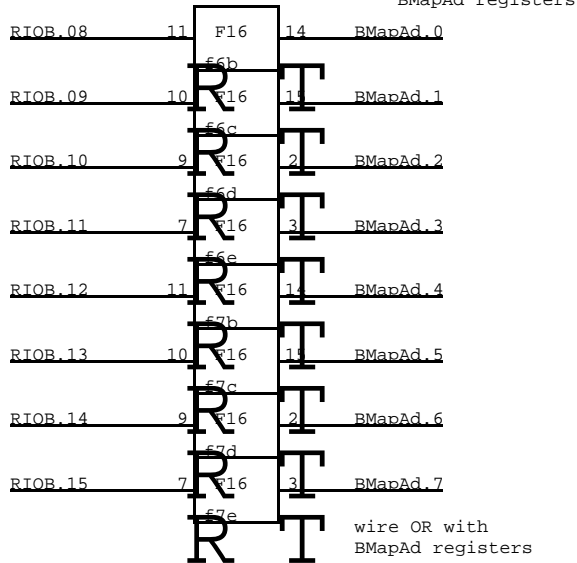 BMapAd registers
RIOB.08 11 F16 14 BMapAd.0
f6b
R T
RIOB.09 10 F16 15 BMapAd.1
f6c
R T
RIOB.10 9 F16 2 BMapAd.2
f6d
R T
RIOB.11 7 F16 3 BMapAd.3
f6e
R T
RIOB.12 11 F16 14 BMapAd.4
f7b
R T
RIOB.13 10 F16 15 BMapAd.5
f7c
R T
RIOB.14 9 F16 2 BMapAd.6
f7d
R T
RIOB.15 7 F16 3 BMapAd.7
f7e
R T
wire OR with
BMapAd registers